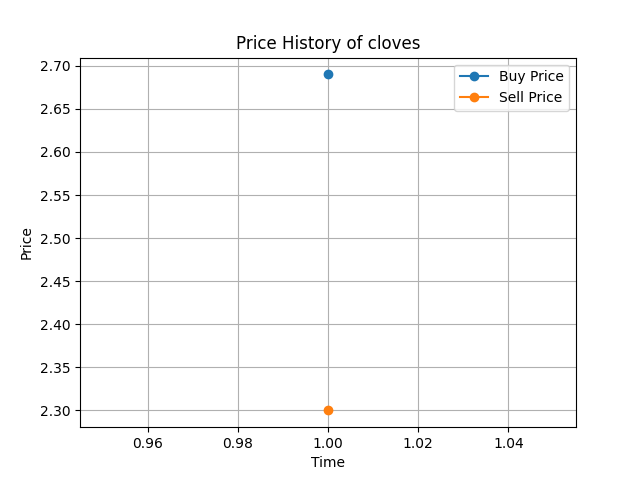 Price History of cloves
2.70
2.65
2.60
2.55
2.50
2.45
2.40
2.35
2.30
Price
Buy Price
Sell Price
0.96 0.98 1.00 1.02 1.04
Time